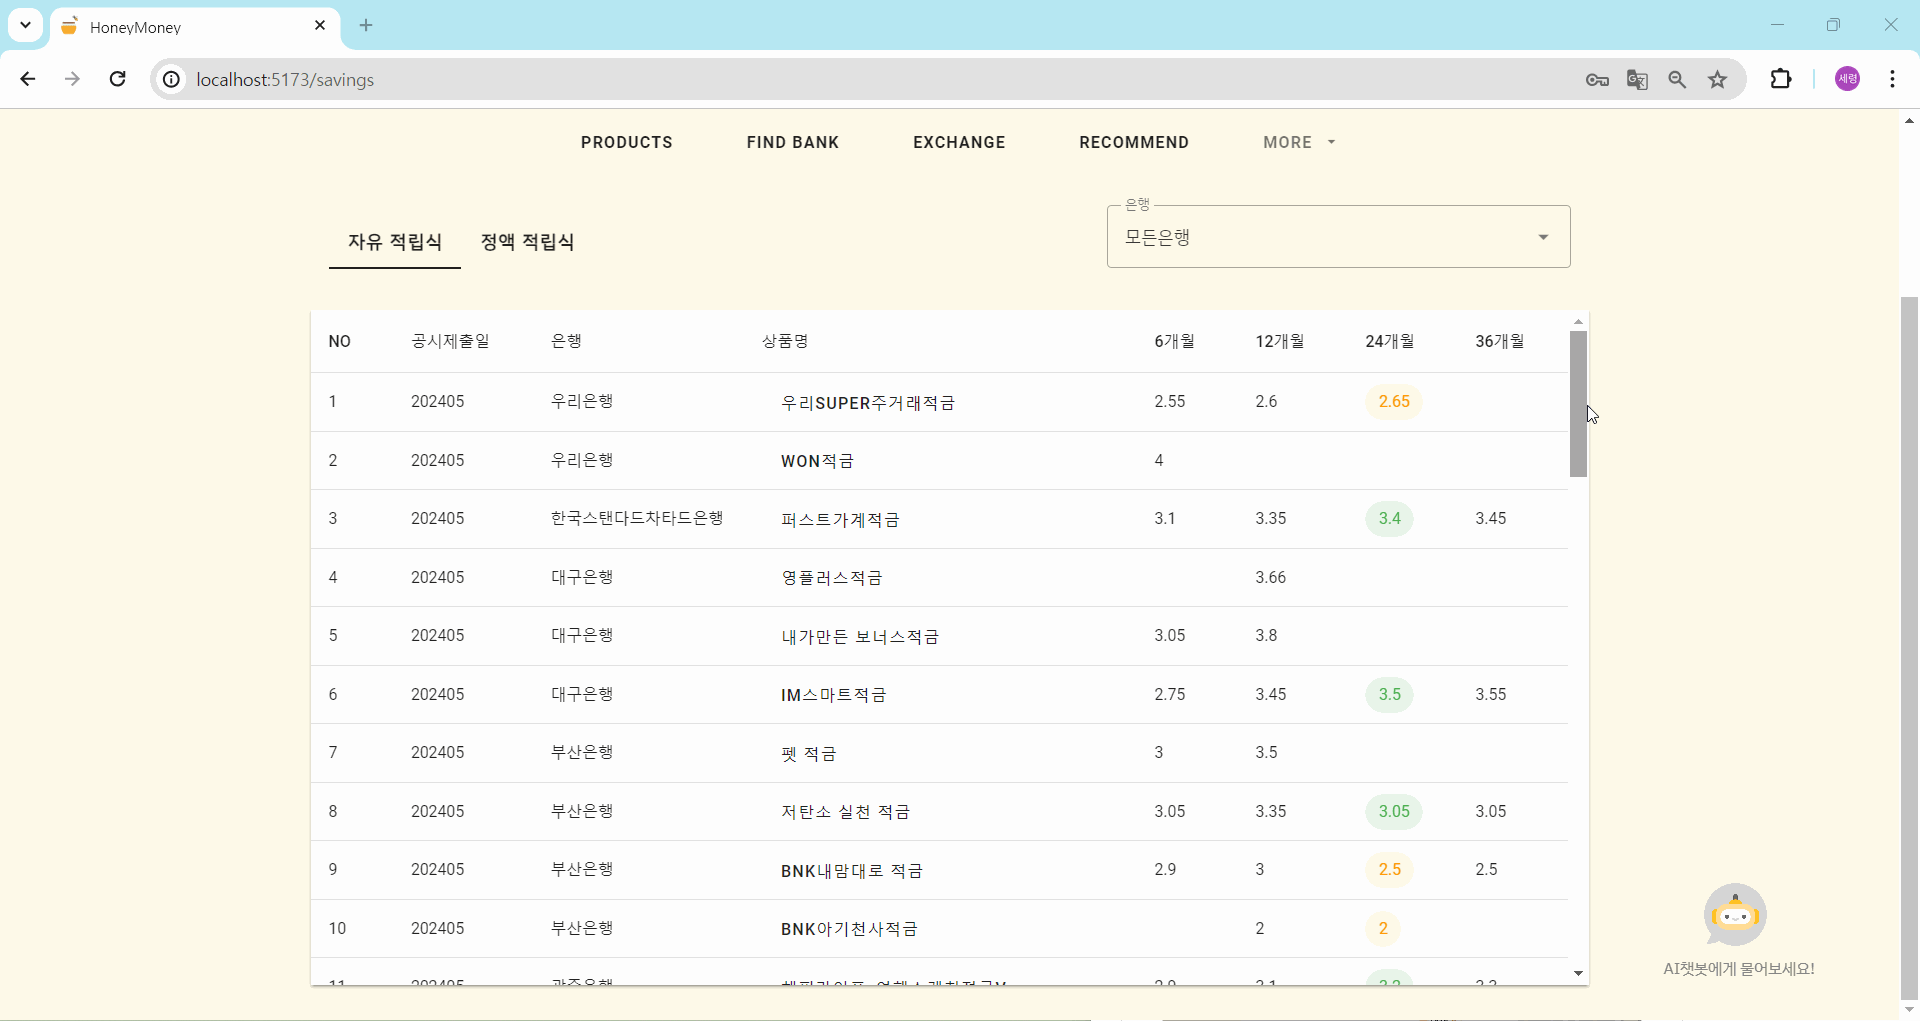 HoneyMoney
localhost:5173/savings
세령
PRODUCTS FIND BANK EXCHANGE RECOMMEND MORE
자유 적립식 정액 적립식
은행
모든은행
NO 공시제출일 은행 상품명 6개월 12개월 24개월 36개월
1 202405 우리은행 우리SUPER주거래적금 2.55 2.6 2.65
2 202405 우리은행 WON적금 4
3 202405 한국스탠다드차타드은행 퍼스트가계적금 3.1 3.35 3.4 3.45
4 202405 대구은행 영플러스적금 3.66
5 202405 대구은행 내가만든 보너스적금 3.05 3.8
6 202405 대구은행 IM스마트적금 2.75 3.45 3.5 3.55
7 202405 부산은행 펫 적금 3 3.5
8 202405 부산은행 저탄소 실천 적금 3.05 3.35 3.05 3.05
9 202405 부산은행 BNK내맘대로 적금 2.9 3 2.5 2.5
10 202405 부산은행 BNK아기천사적금 2 2
11 202405 광주은행
AI챗봇에게 물어보세요!